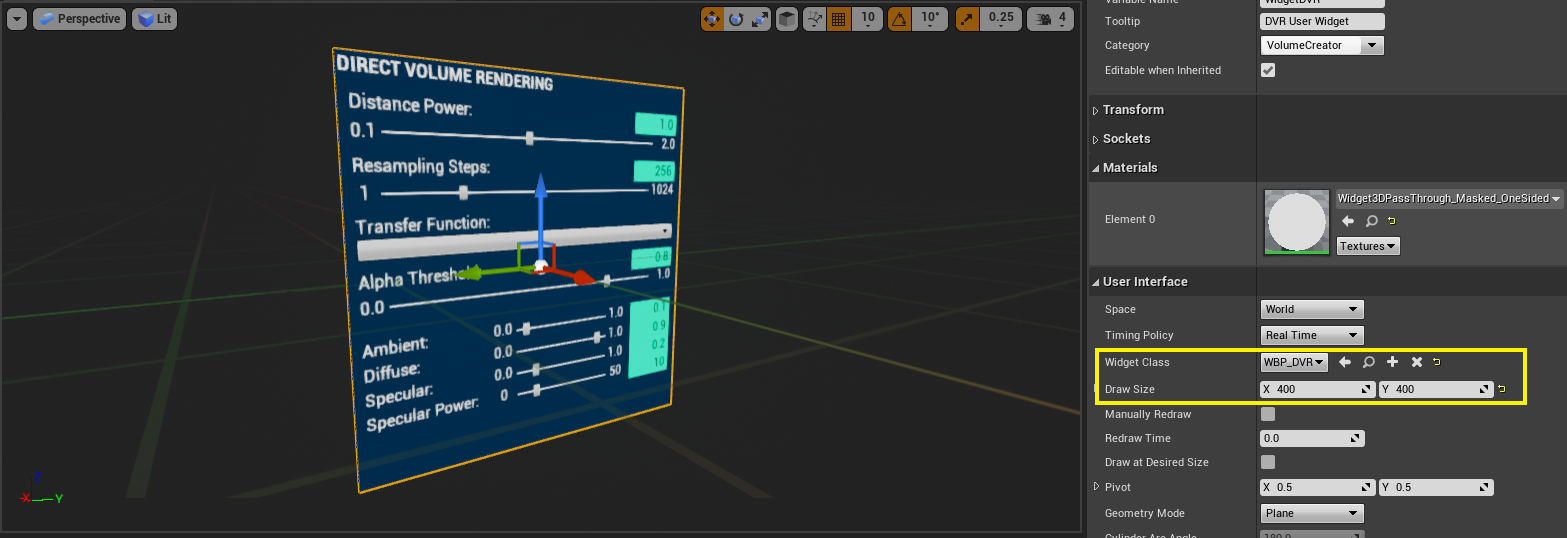 Perspective
Lit
10
10°
0.25
4
DIRECT VOLUME RENDERING
Distance Power:
1.0
0.1
2.0
Resampling Steps:
256
1
1024
Transfer Function:
0.8
Alpha Thresh
1.0
0.0
Ambient:
0.0
1.0
0.1
Diffuse:
0.0
1.0
0.9
Specular:
0.0
1.0
0.2
Specular Power:
0
50
10
Z
X
Y
Variable Name
WidgetDVR
Tooltip
DVR User Widget
Category
VolumeCreator
Editable when Inherited
Transform
Sockets
Materials
Element 0
Widget3DPassThrough_Masked_OneSided
Textures
User Interface
Space
World
Timing Policy
Real Time
Widget Class
WBP_DVR
Draw Size
X 400
Y 400
Manually Redraw
Redraw Time
0.0
Draw at Desired Size
Pivot
X 0.5
Y 0.5
Geometry Mode
Plane
Cylinder Arc Angle
180.0